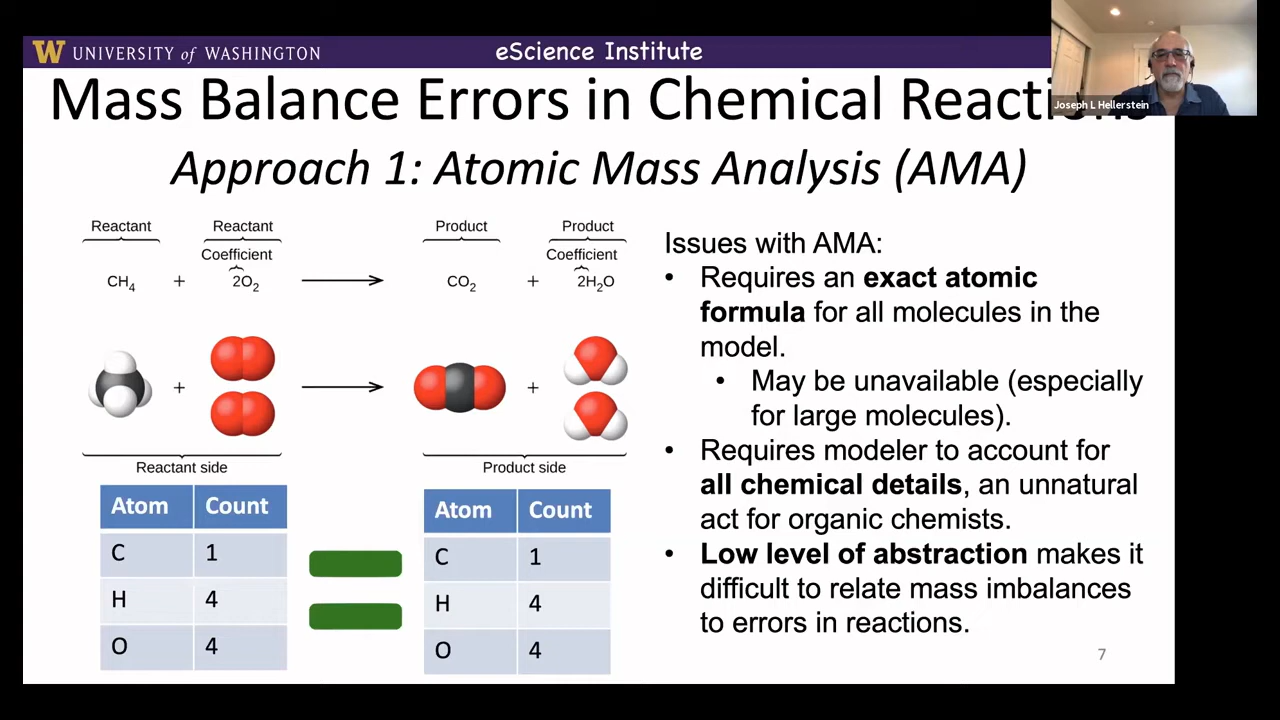 W UNIVERSITY of WASHINGTON
eScience Institute
Joseph L Hellerstein
Mass Balance Errors in Chemical Reactions
Approach 1: Atomic Mass Analysis (AMA)
Reactant Reactant Product Product
Coefficient Coefficient
CH₄ + 2O₂ CO₂ + 2H₂O
+ +
Reactant side Product side
Atom Count
C 1
H 4
O 4
Atom Count
C 1
H 4
O 4
Issues with AMA:
• Requires an exact atomic
formula for all molecules in the
model.
• May be unavailable (especially
for large molecules).
• Requires modeler to account for
all chemical details, an unnatural
act for organic chemists.
• Low level of abstraction makes it
difficult to relate mass imbalances
to errors in reactions.
7